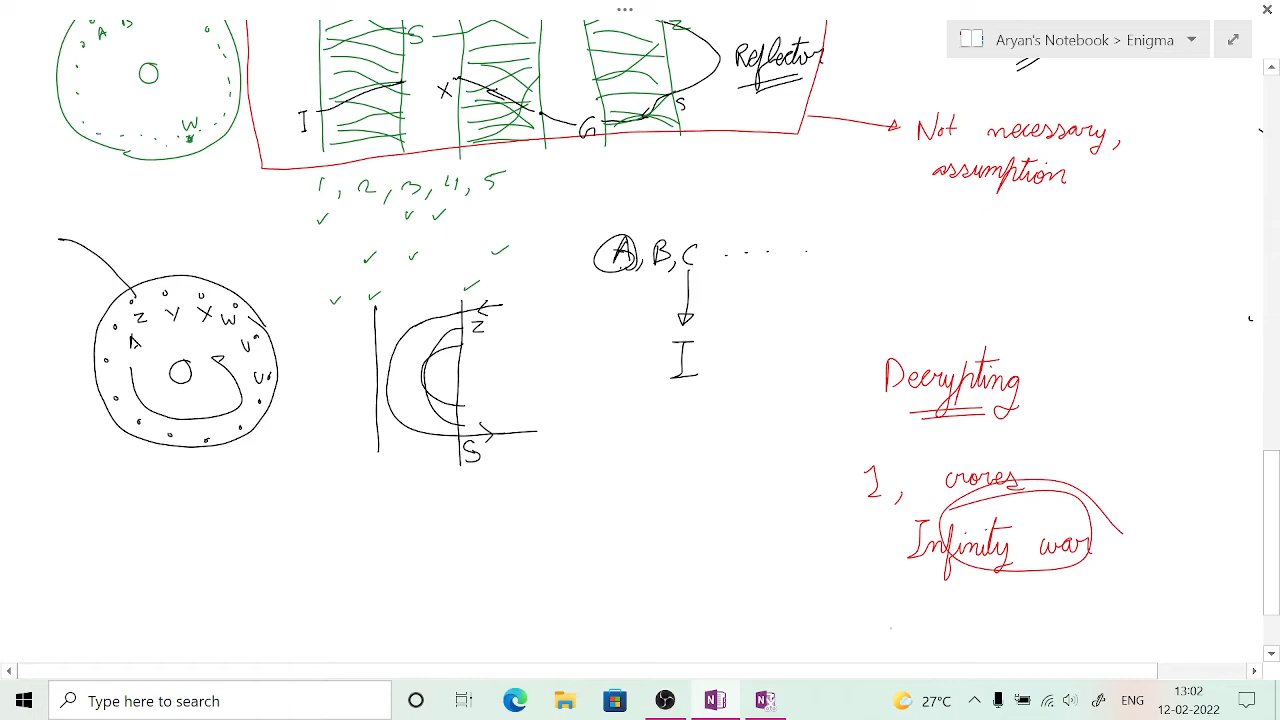 Aryan's Notebook > Enigma
A B
W
S
Z
I
X
G
S
Reflector
Not necessary,
assumption
1, 2, 3, 4, 5
A, B, C . . . . .
I
Z Y X W
A
V
U
Z
S
Decrypting
1, crores
Infinity war
Type here to search
27°C
ENG
13:02
12-02-2022